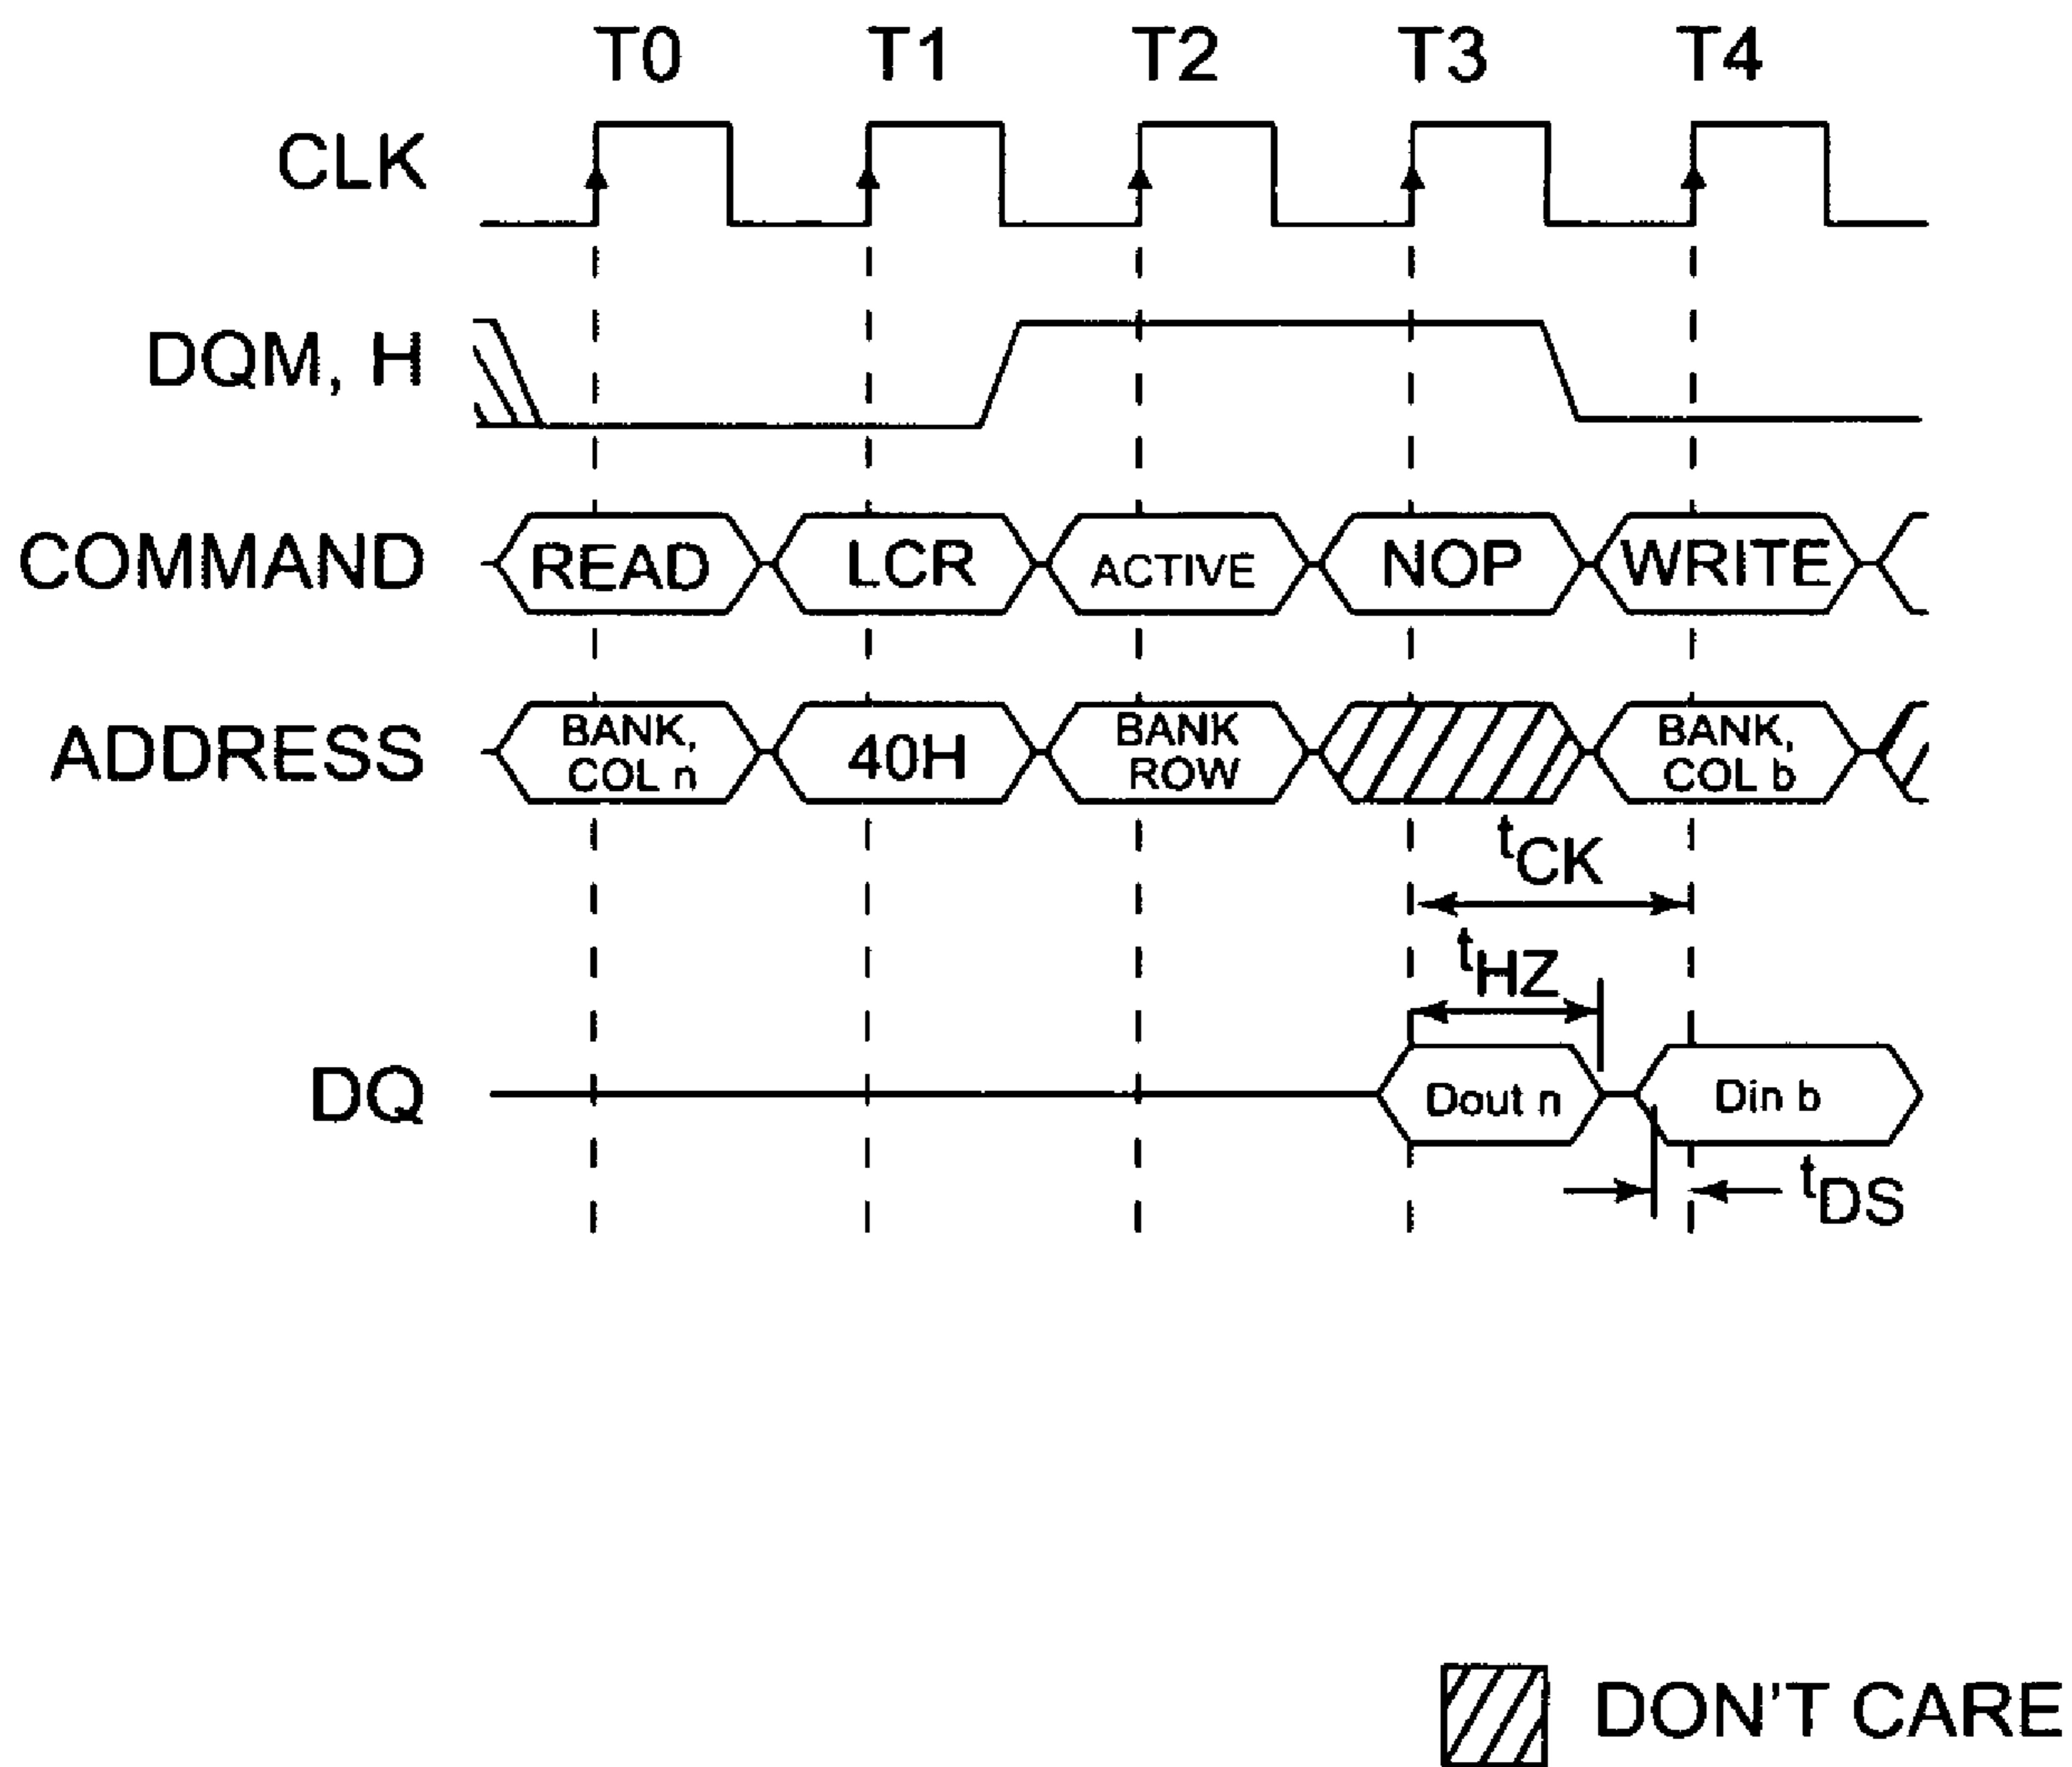 T0 T1 T2 T3 T4
CLK
DQM, H
COMMAND READ LCR ACTIVE NOP WRITE
ADDRESS BANK, COL n 40H BANK ROW BANK, COL b
tCK
tHZ
DQ Dout n Din b
tDS
DON'T CARE